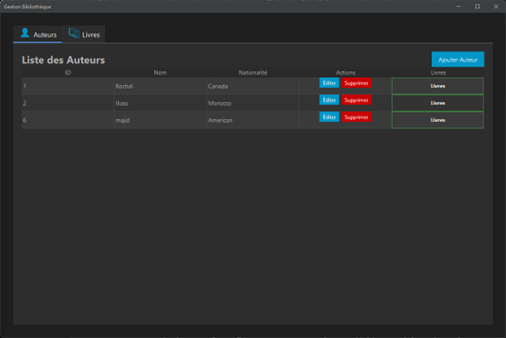 Gestion Bibliothèque
Auteurs Livres
Liste des Auteurs Ajouter Auteur
ID Nom Nationalité Actions Livres
1 Rochdi Canada Editer Supprimer Livres
2 Nass Morocco Editer Supprimer Livres
6 majid American Editer Supprimer Livres